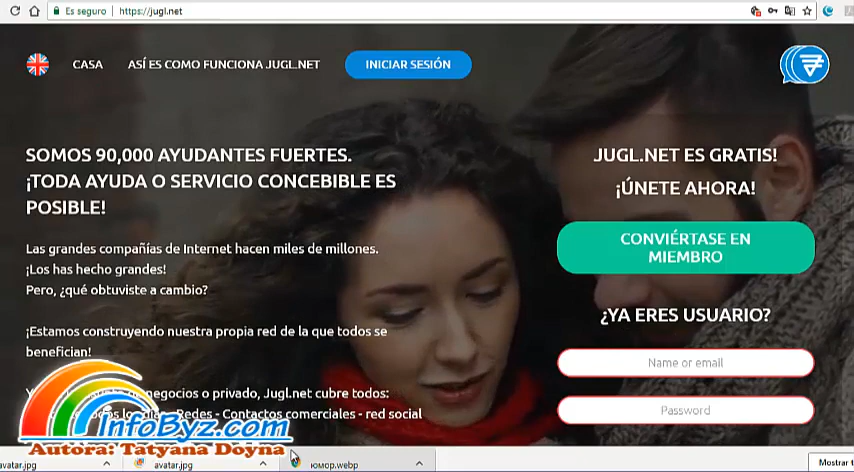 Es seguro https://jugl.net
CASA ASÍ ES COMO FUNCIONA JUGL.NET INICIAR SESIÓN
SOMOS 90,000 AYUDANTES FUERTES.
¡TODA AYUDA O SERVICIO CONCEBIBLE ES
POSIBLE!
Las grandes compañías de Internet hacen miles de millones.
¡Los has hecho grandes!
Pero, ¿qué obtuviste a cambio?
¡Estamos construyendo nuestra propia red de la que todos se
benefician!
negocios o privado, Jugl.net cubre todos:
Redes - Contactos comerciales - red social
JUGL.NET ES GRATIS!
¡ÚNETE AHORA!
CONVIÉRTASE EN
MIEMBRO
¿YA ERES USUARIO?
Name or email
Password
InfoByz.com
Autora: Tatyana Doyna
avatar.jpg avatar.jpg юмор.webp Mostrar t